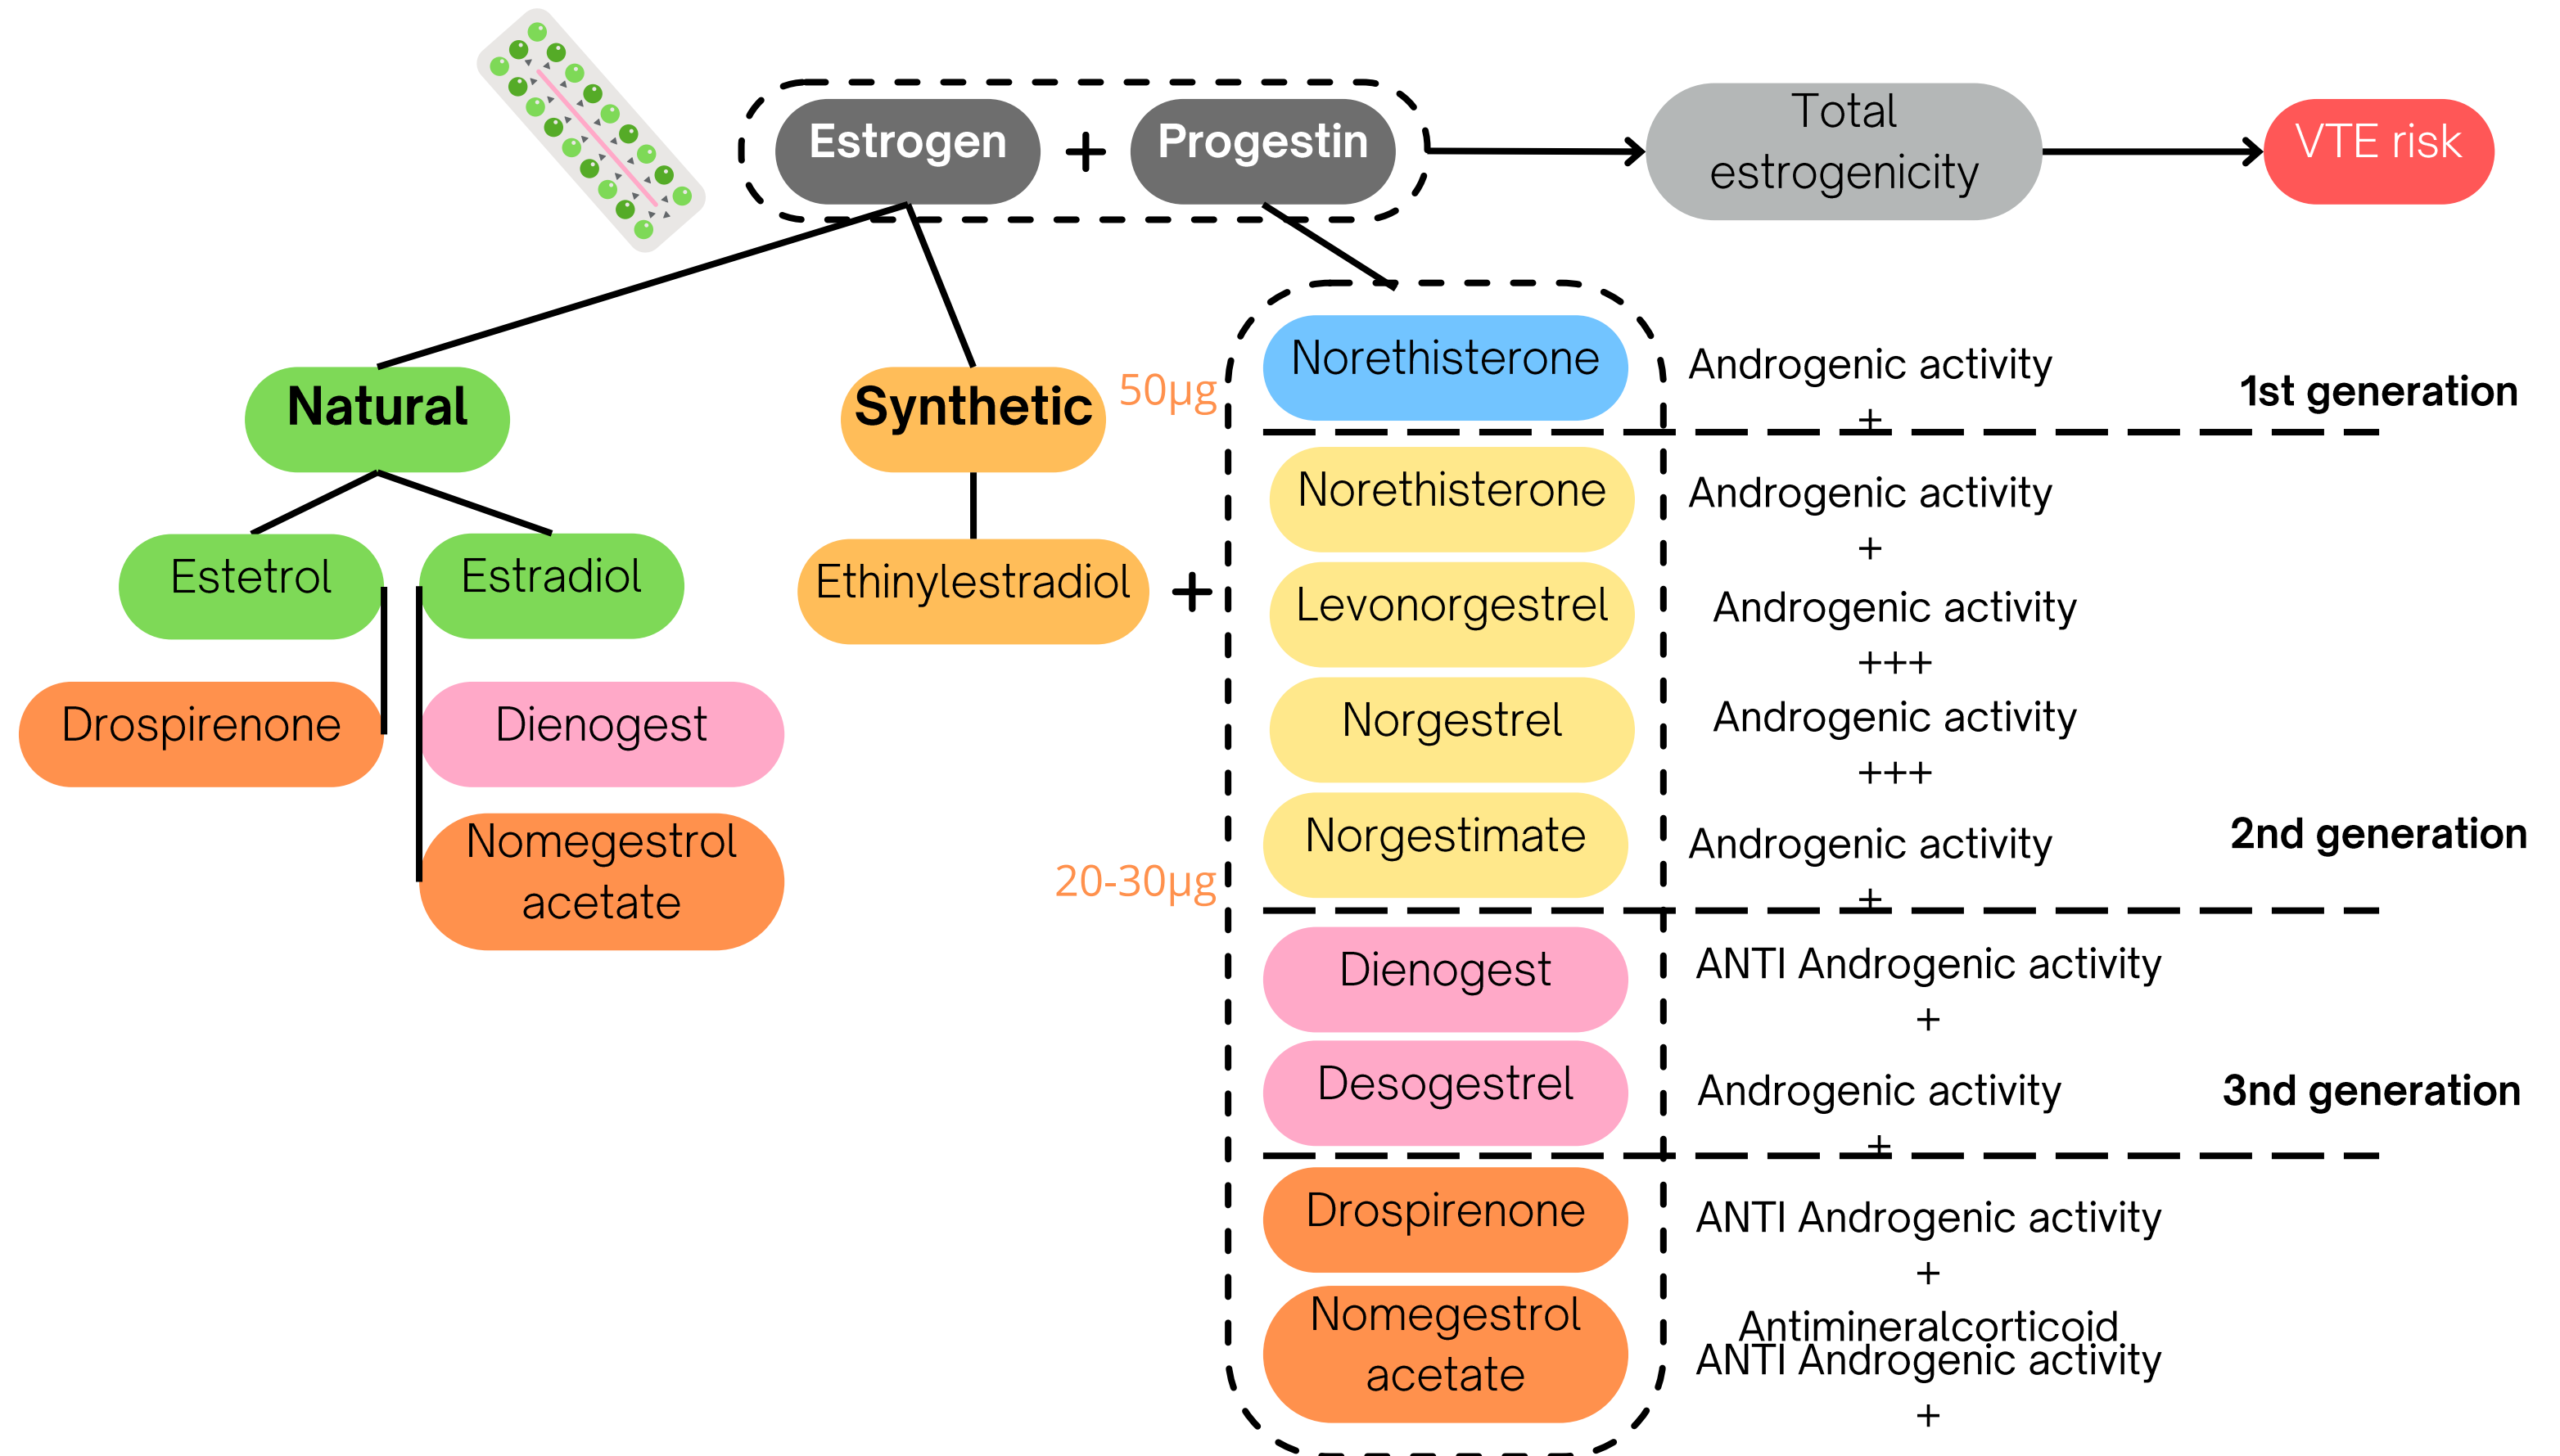 Estrogen
+
Progestin
Total
estrogenicity
VTE risk
Natural
Synthetic
50µg
Norethisterone
Androgenic activity
+
1st generation
Estetrol
Estradiol
Ethinylestradiol
+
Drospirenone
Dienogest
Nomegestrol
acetate
Norethisterone
Androgenic activity
+
Levonorgestrel
Androgenic activity
+++
Norgestrel
Androgenic activity
+++
Norgestimate
Androgenic activity
+
2nd generation
20-30µg
Dienogest
ANTI Androgenic activity
+
Desogestrel
Androgenic activity
+
3nd generation
Drospirenone
ANTI Androgenic activity
+
Antimineralcorticoid
Nomegestrol
acetate
ANTI Androgenic activity
+